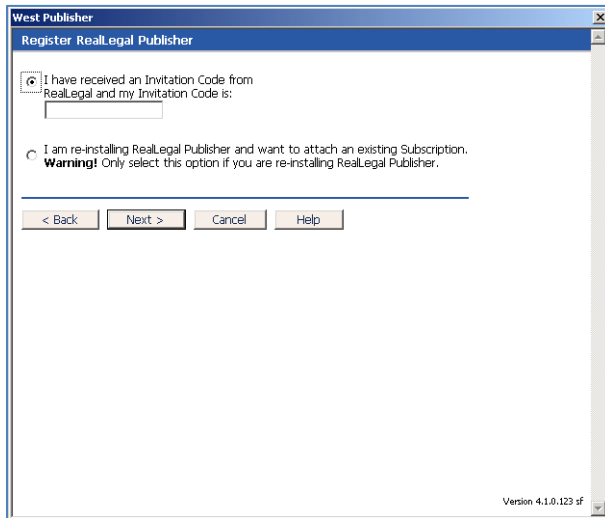 West Publisher
Register RealLegal Publisher
I have received an Invitation Code from
RealLegal and my Invitation Code is:
I am re-installing RealLegal Publisher and want to attach an existing Subscription.
Warning! Only select this option if you are re-installing RealLegal Publisher.
< Back Next > Cancel Help
Version 4.1.0.123 sf